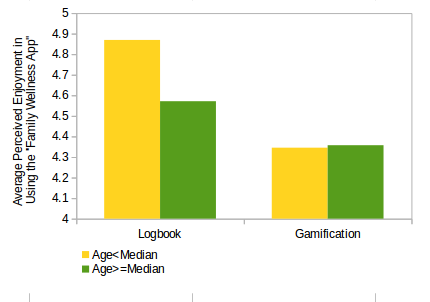 Average Perceived Enjoyment in
Using the "Family Wellness App"
5
4.9
4.8
4.7
4.6
4.5
4.4
4.3
4.2
4.1
4
Logbook
Gamification
Age<Median
Age>=Median